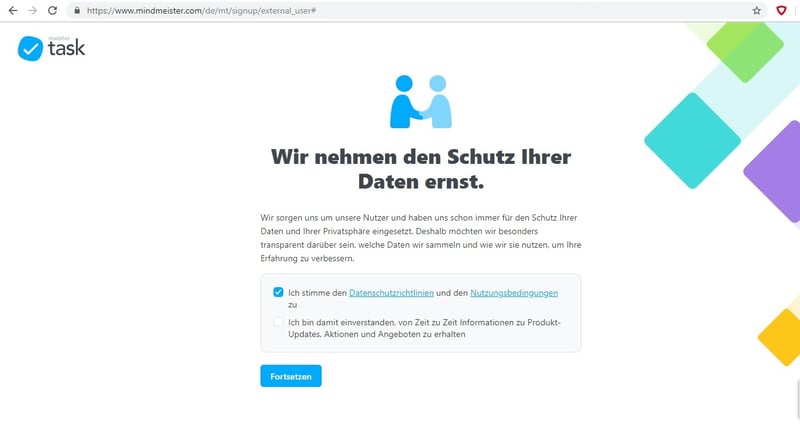 https://www.mindmeister.com/de/mt/signup/external_user#
meister
task
Wir nehmen den Schutz Ihrer
Daten ernst.
Wir sorgen uns um unsere Nutzer und haben uns schon immer für den Schutz Ihrer
Daten und Ihrer Privatsphäre eingesetzt. Deshalb möchten wir besonders
transparent darüber sein, welche Daten wir sammeln und wie wir sie nutzen, um Ihre
Erfahrung zu verbessern.
Ich stimme den Datenschutzrichtlinien und den Nutzungsbedingungen
zu
Ich bin damit einverstanden, von Zeit zu Zeit Informationen zu Produkt-
Updates, Aktionen und Angeboten zu erhalten
Fortsetzen